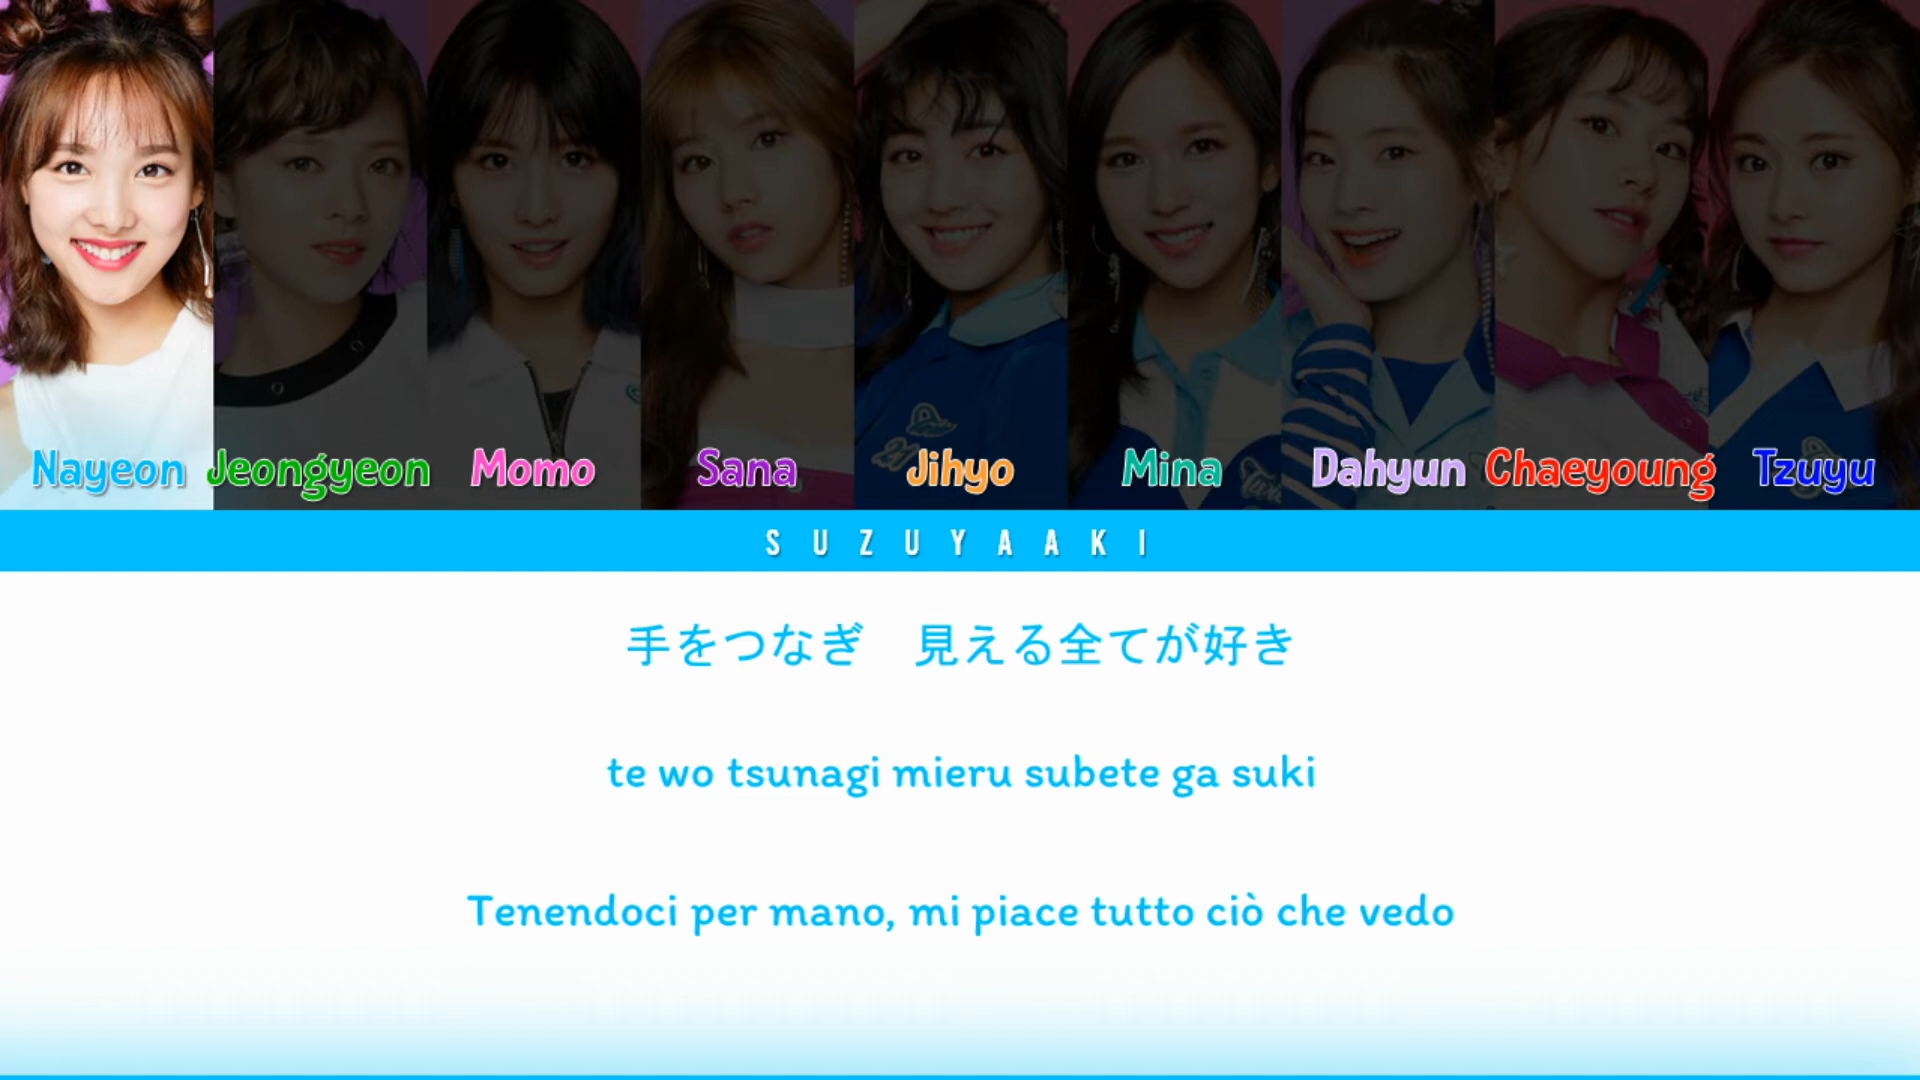 Nayeon Jeongyeon Momo Sana Jihyo Mina Dahyun Chaeyoung Tzuyu
SUZUYAAKI
手をつなぎ　見える全てが好き
te wo tsunagi mieru subete ga suki
Tenendoci per mano, mi piace tutto ciò che vedo